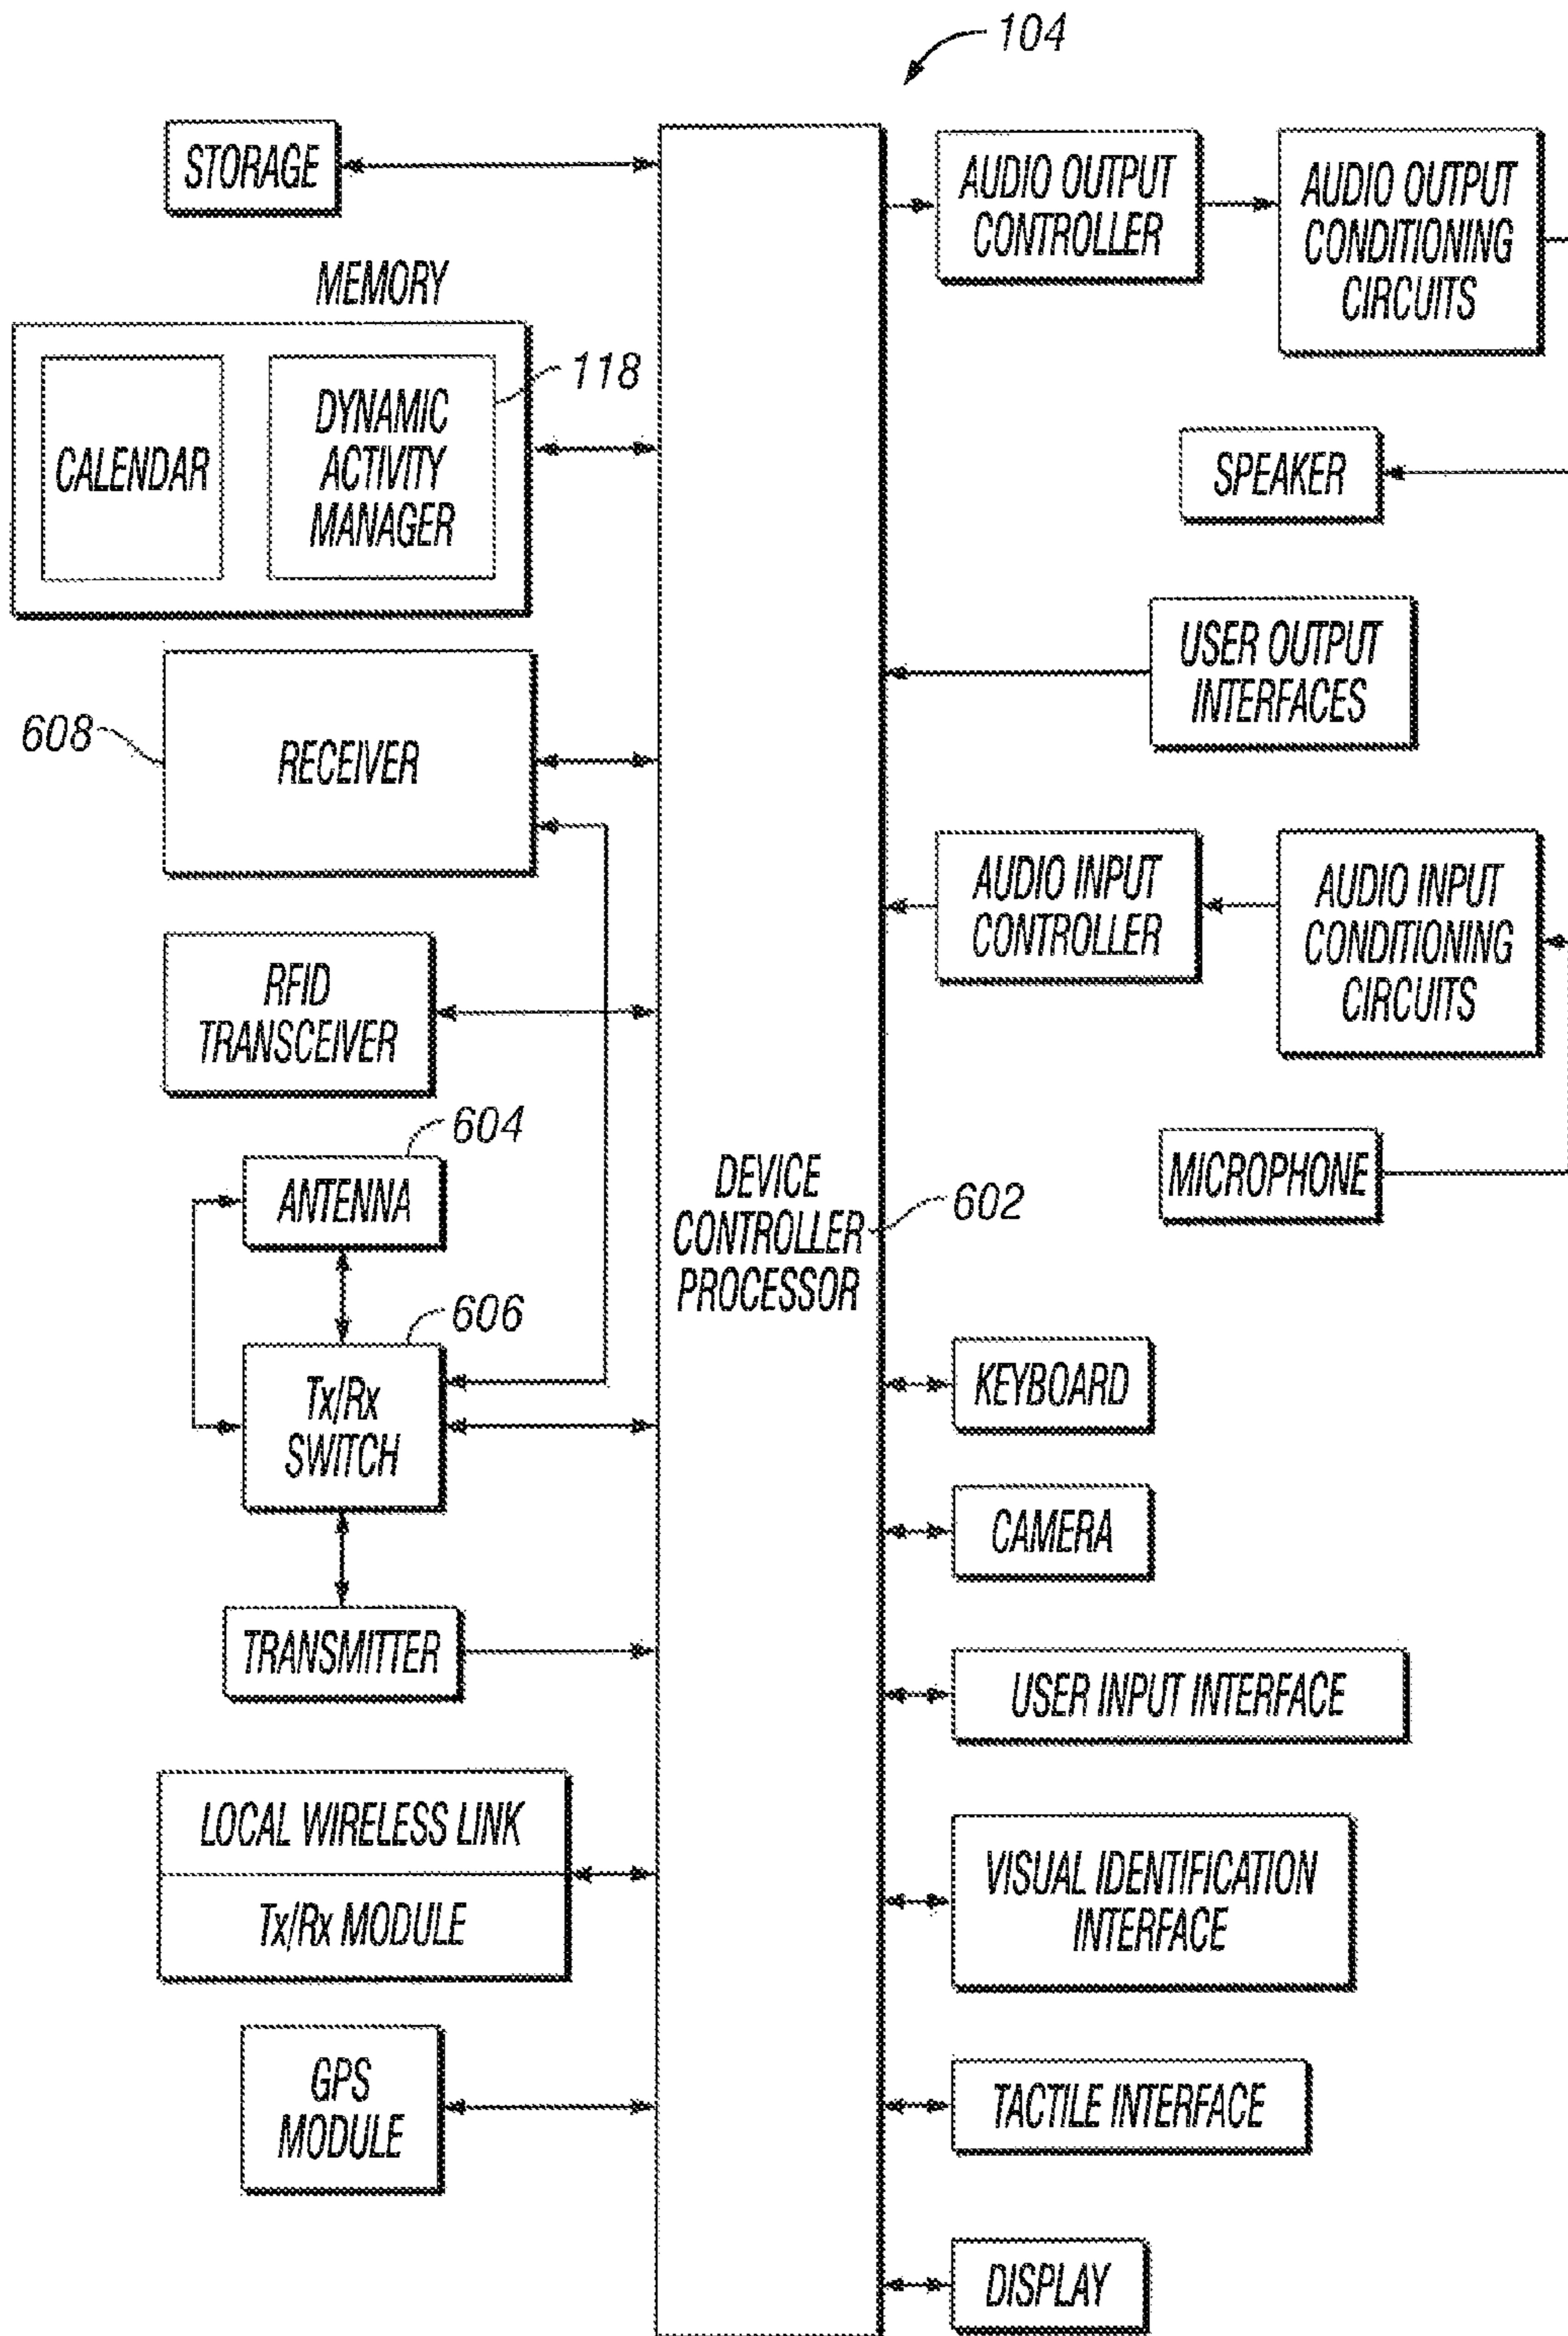 104
STORAGE
MEMORY
CALENDAR
DYNAMIC
ACTIVITY
MANAGER
118
608
RECEIVER
RFID
TRANSCEIVER
604
ANTENNA
606
Tx/Rx
SWITCH
TRANSMITTER
LOCAL WIRELESS LINK
Tx/Rx MODULE
GPS
MODULE
DEVICE
CONTROLLER
PROCESSOR
602
AUDIO OUTPUT
CONTROLLER
AUDIO OUTPUT
CONDITIONING
CIRCUITS
SPEAKER
USER OUTPUT
INTERFACES
AUDIO INPUT
CONTROLLER
AUDIO INPUT
CONDITIONING
CIRCUITS
MICROPHONE
KEYBOARD
CAMERA
USER INPUT INTERFACE
VISUAL IDENTIFICATION
INTERFACE
TACTILE INTERFACE
DISPLAY